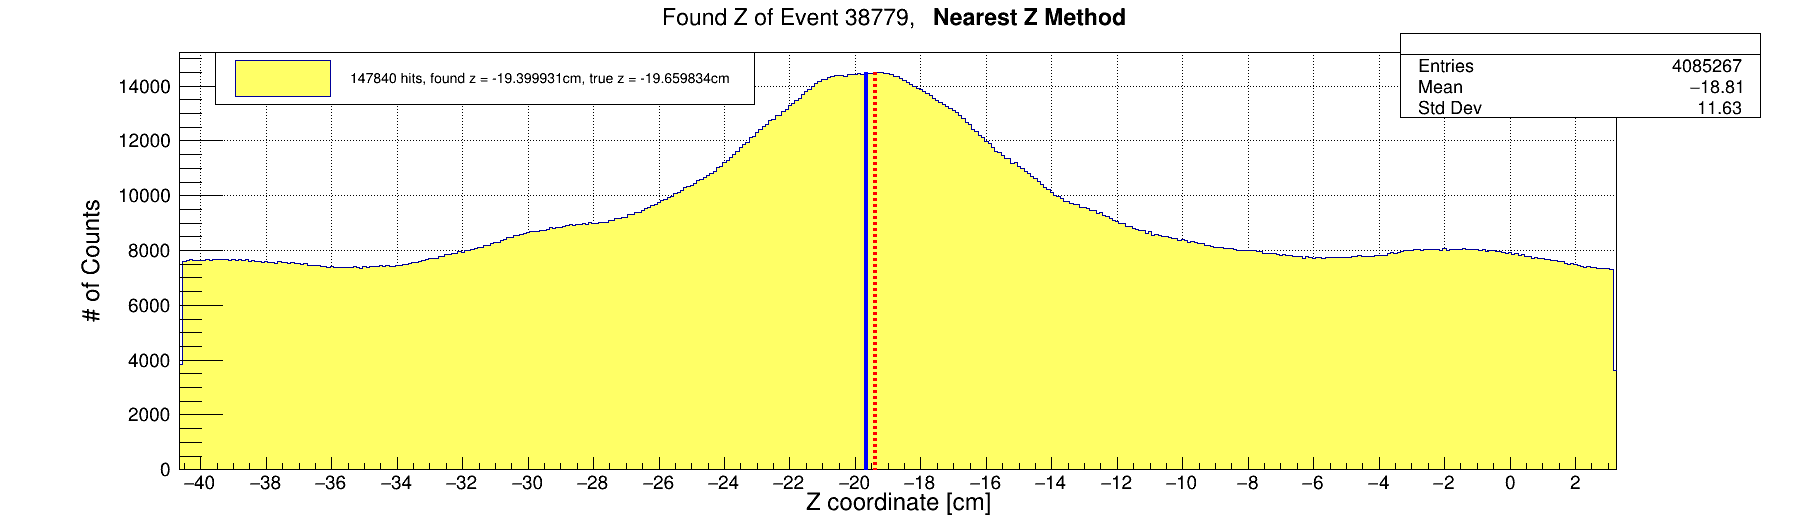 Found Z of Event 38779, Nearest Z Method
147840 hits, found z = -19.399931cm, true z = -19.659834cm
Entries 4085267
Mean −18.81
Std Dev 11.63
# of Counts
14000
12000
10000
8000
6000
4000
2000
0
−40 −38 −36 −34 −32 −30 −28 −26 −24 −22 −20 −18 −16 −14 −12 −10 −8 −6 −4 −2 0 2
Z coordinate [cm]